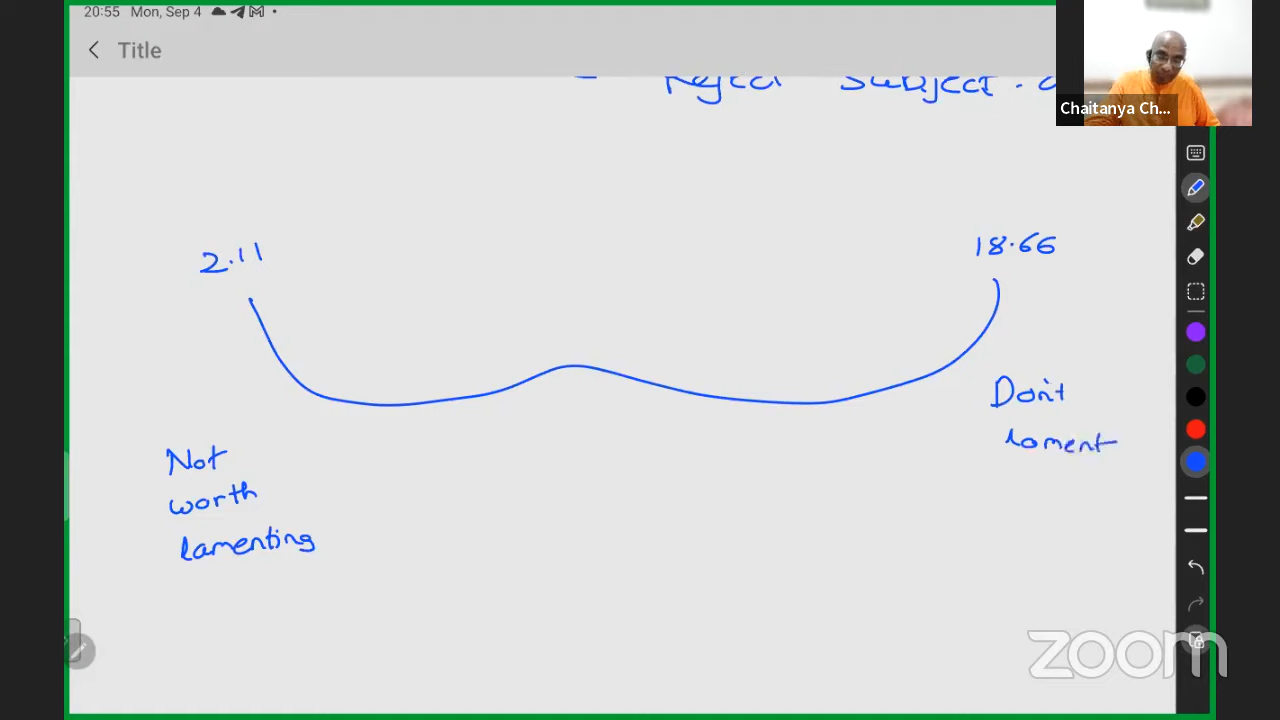 20:55 Mon, Sep 4
Title
Reject subject.
Chaitanya Ch...
2.11
18.66
Don't
lament
Not
worth
lamenting
zoom